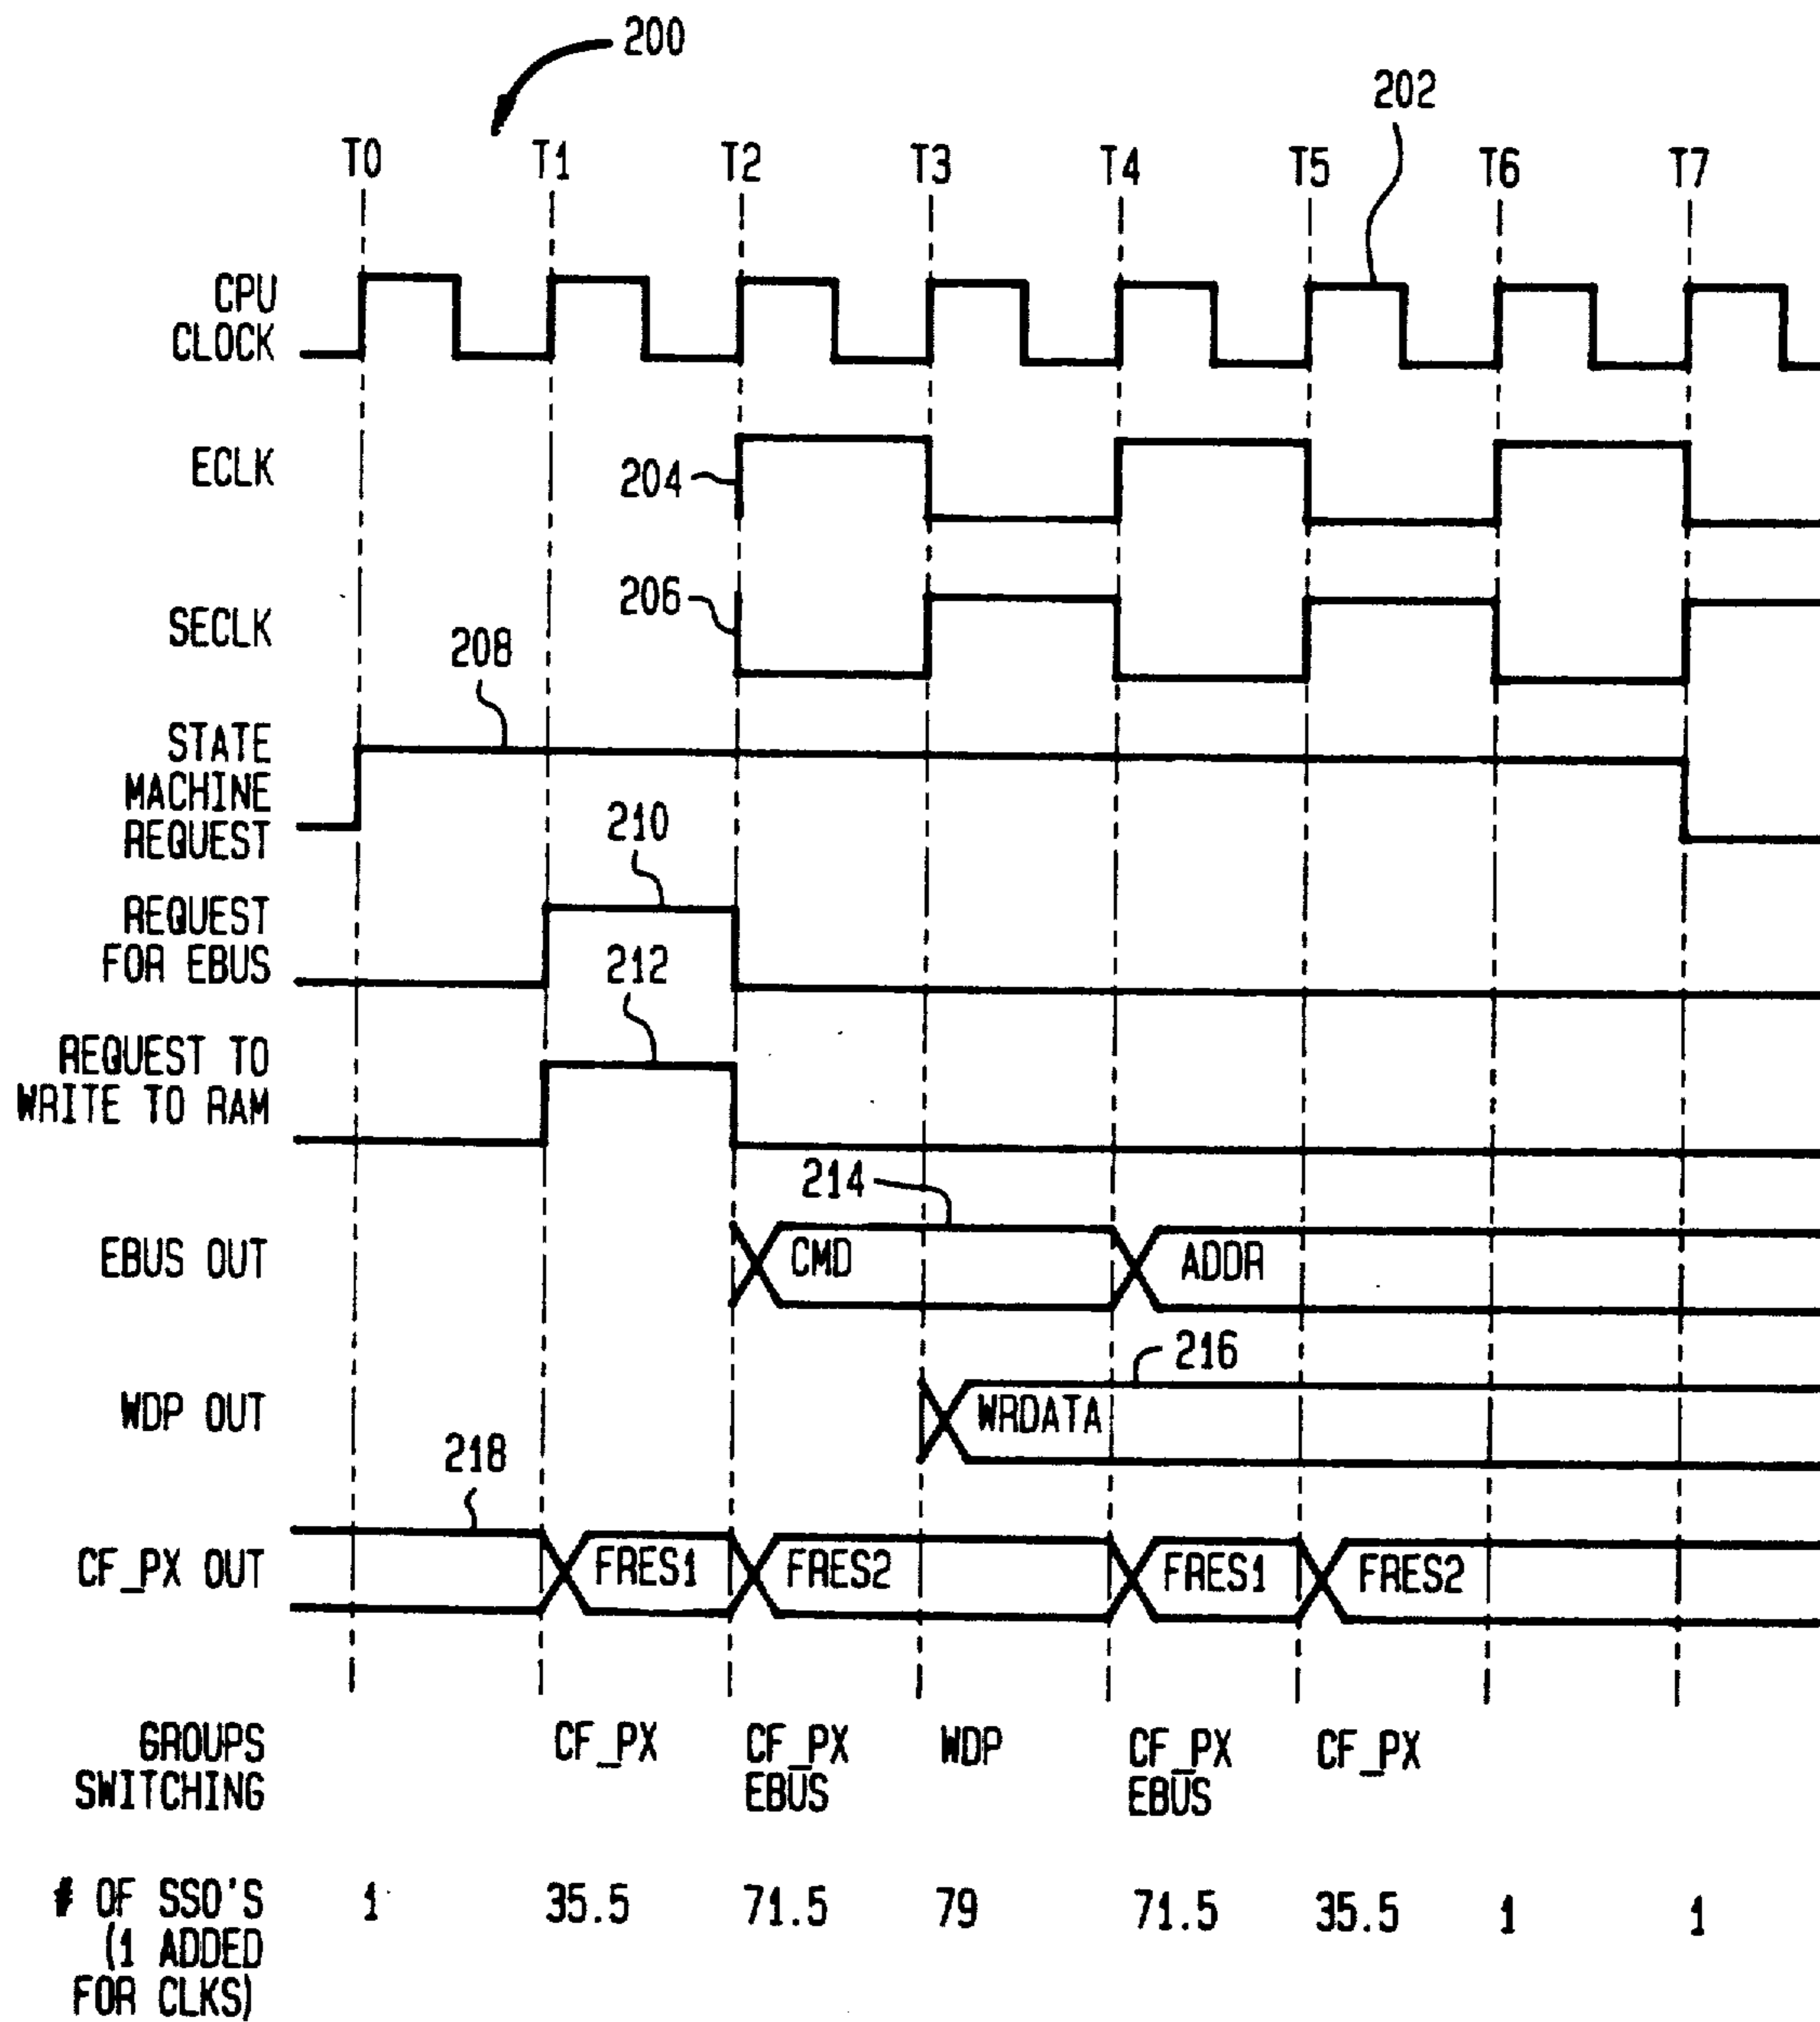 200
202
T0 T1 T2 T3 T4 T5 T6 T7
CPU
CLOCK
ECLK
204
SECLK
206
208
STATE
MACHINE
REQUEST
210
REQUEST
FOR EBUS
212
REQUEST TO
WRITE TO RAM
214
EBUS OUT
CMD
ADDR
216
WDP OUT
WRDATA
218
CF_PX OUT
FRES1 FRES2 FRES1 FRES2
GROUPS
SWITCHING
CF_PX
CF_PX
EBUS
WDP
CF_PX
EBUS
CF_PX
# OF SSO'S
(1 ADDED
FOR CLKS)
1 35.5 71.5 79 71.5 35.5 1 1